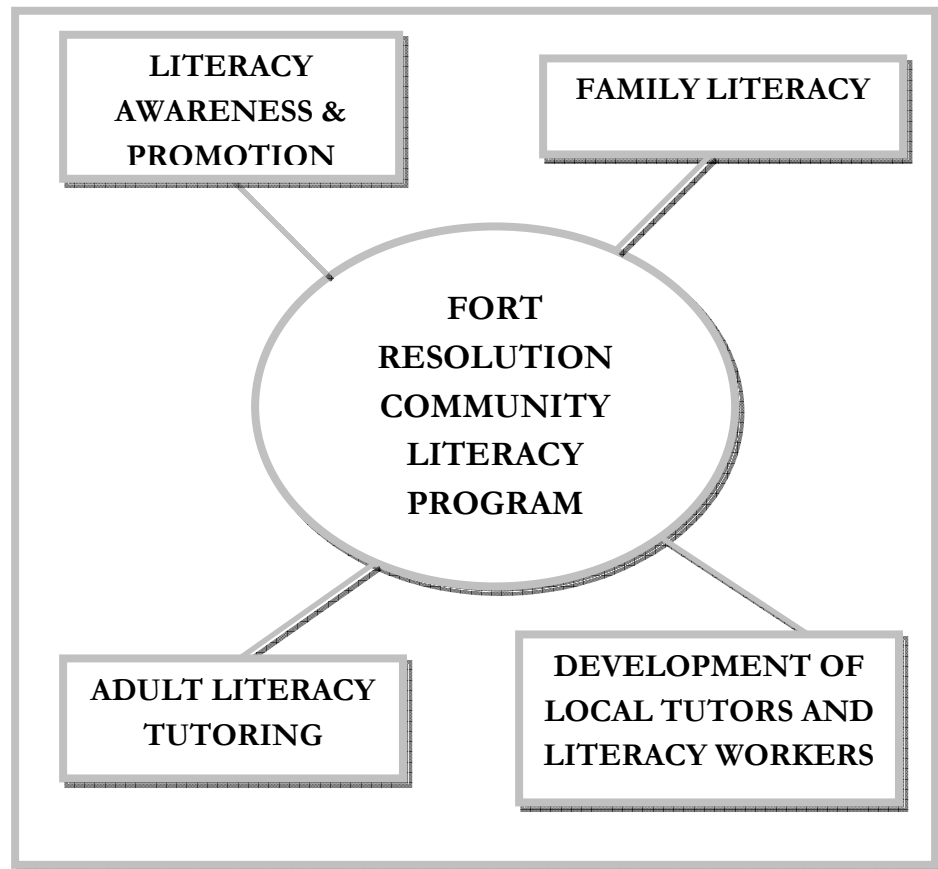 LITERACY
AWARENESS &
PROMOTION
FAMILY LITERACY
FORT
RESOLUTION
COMMUNITY
LITERACY
PROGRAM
ADULT LITERACY
TUTORING
DEVELOPMENT OF
LOCAL TUTORS AND
LITERACY WORKERS